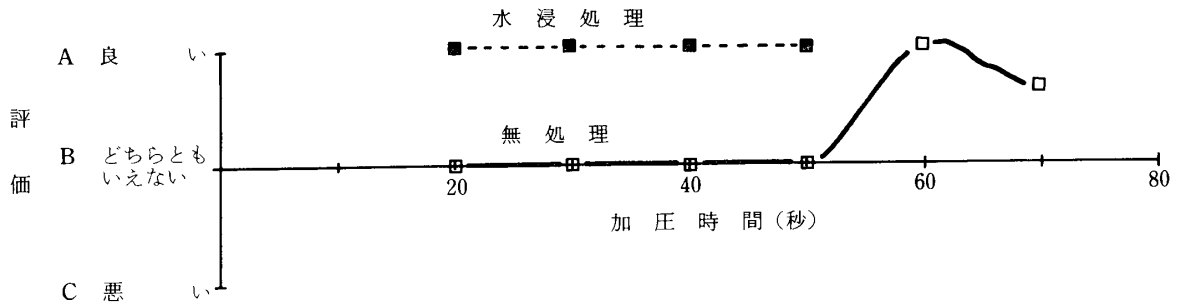 水浸処理
A 良い
無処理
評価
B どちらとも
いえない
20 40 60 80
加圧時間(秒)
C 悪い